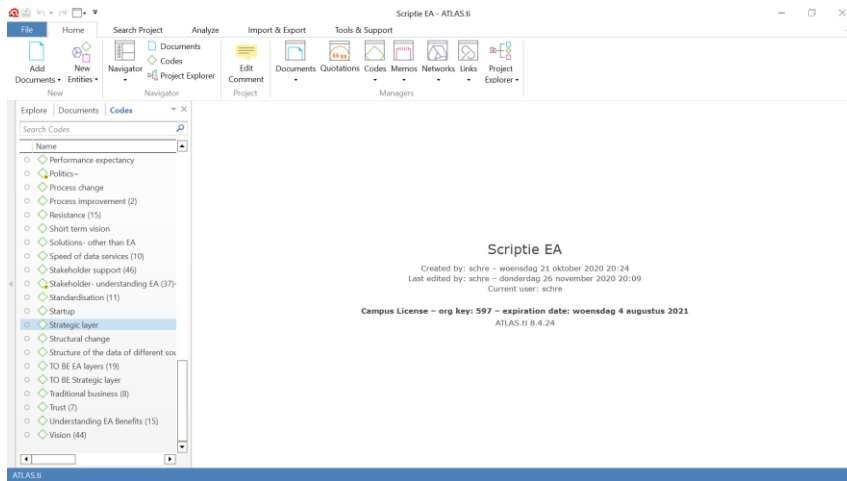 Scriptie EA - ATLAS.ti
File Home Search Project Analyze Import & Export Tools & Support
Add Documents New Entities Navigator Documents Codes Project Explorer Edit Comment Documents Quotations Codes Memos Networks Links Project Explorer
New Navigator Project Managers
Explore Documents Codes
Search Codes
Name
Performance expectancy
Politics~
Process change
Process improvement (2)
Resistance (15)
Short term vision
Solutions- other than EA
Speed of data services (10)
Stakeholder support (46)
Stakeholder- understanding EA (37)~
Standardisation (11)
Startup
Strategic layer
Structural change
Structure of the data of different sou
TO BE EA layers (19)
TO BE Strategic layer
Traditional business (8)
Trust (7)
Understanding EA Benefits (15)
Vision (44)
Scriptie EA
Created by: schre – woensdag 21 oktober 2020 20:24
Last edited by: schre – donderdag 26 november 2020 20:09
Current user: schre
Campus License – org key: 597 – expiration date: woensdag 4 augustus 2021
ATLAS.ti 8.4.24
ATLAS.ti